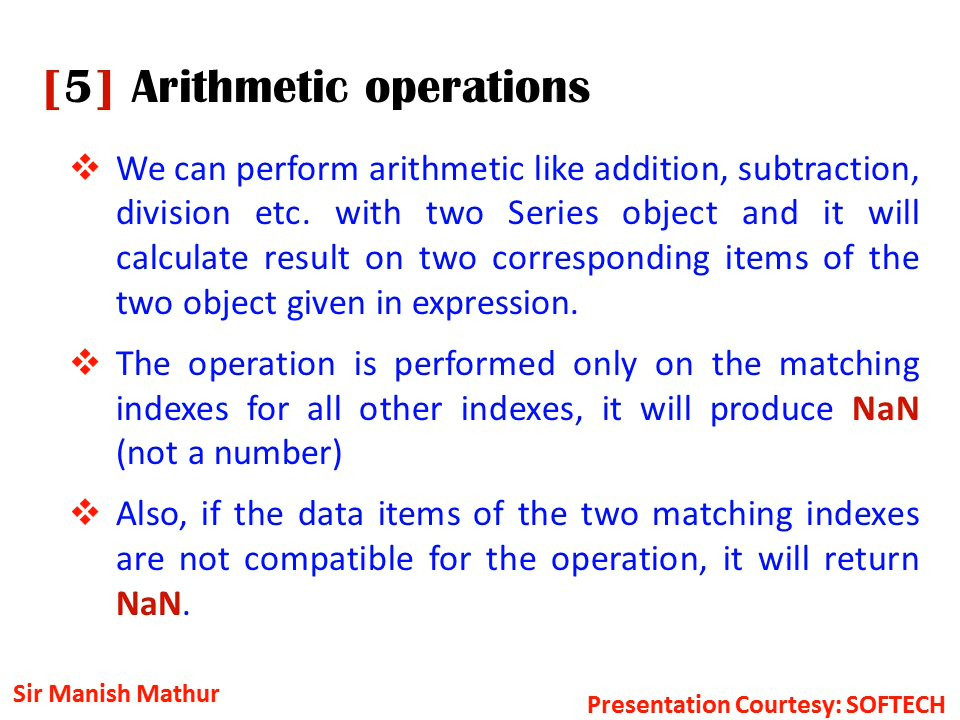 [5] Arithmetic operations
❖ We can perform arithmetic like addition, subtraction,
division etc. with two Series object and it will
calculate result on two corresponding items of the
two object given in expression.
❖ The operation is performed only on the matching
indexes for all other indexes, it will produce NaN
(not a number)
❖ Also, if the data items of the two matching indexes
are not compatible for the operation, it will return
NaN.
Sir Manish Mathur
Presentation Courtesy: SOFTECH